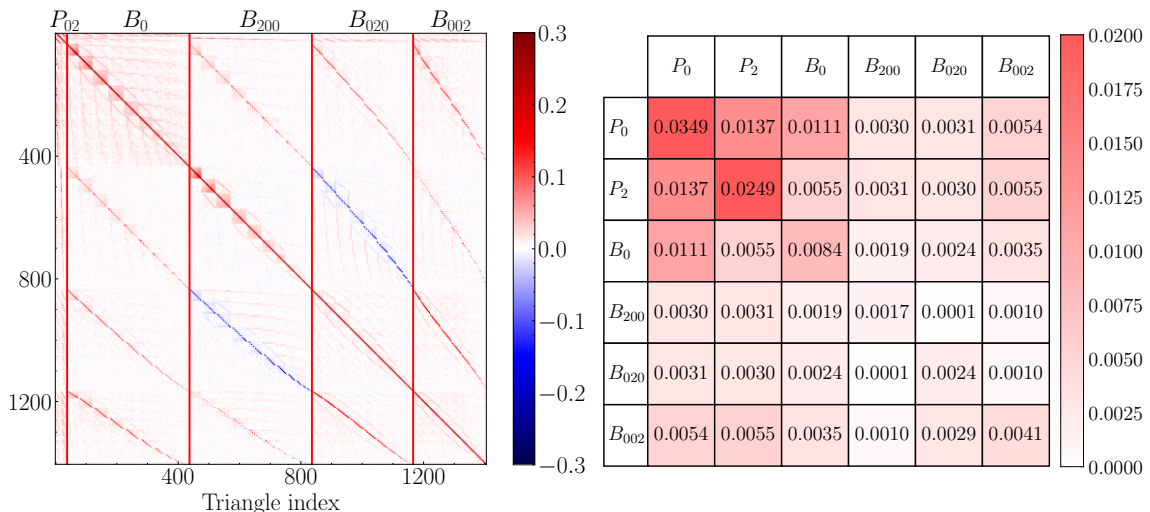 P₀₂ B₀ B₂₀₀ B₀₂₀ B₀₀₂
400
800
1200
400 1200
Triangle index
0.3
0.2
0.1
0.0
−0.1
−0.2
−0.3
P₀ P₂ B₀ B₂₀₀ B₀₂₀ B₀₀₂
P₀ 0.0349 0.0137 0.0111 0.0030 0.0031 0.0054
P₂ 0.0137 0.0249 0.0055 0.0031 0.0030 0.0055
B₀ 0.0111 0.0055 0.0084 0.0019 0.0024 0.0035
B₂₀₀ 0.0030 0.0031 0.0019 0.0017 0.0001 0.0010
B₀₂₀ 0.0031 0.0030 0.0024 0.0001 0.0024 0.0010
B₀₀₂ 0.0054 0.0055 0.0035 0.0010 0.0029 0.0041
0.0200
0.0175
0.0150
0.0125
0.0100
0.0075
0.0050
0.0025
0.0000